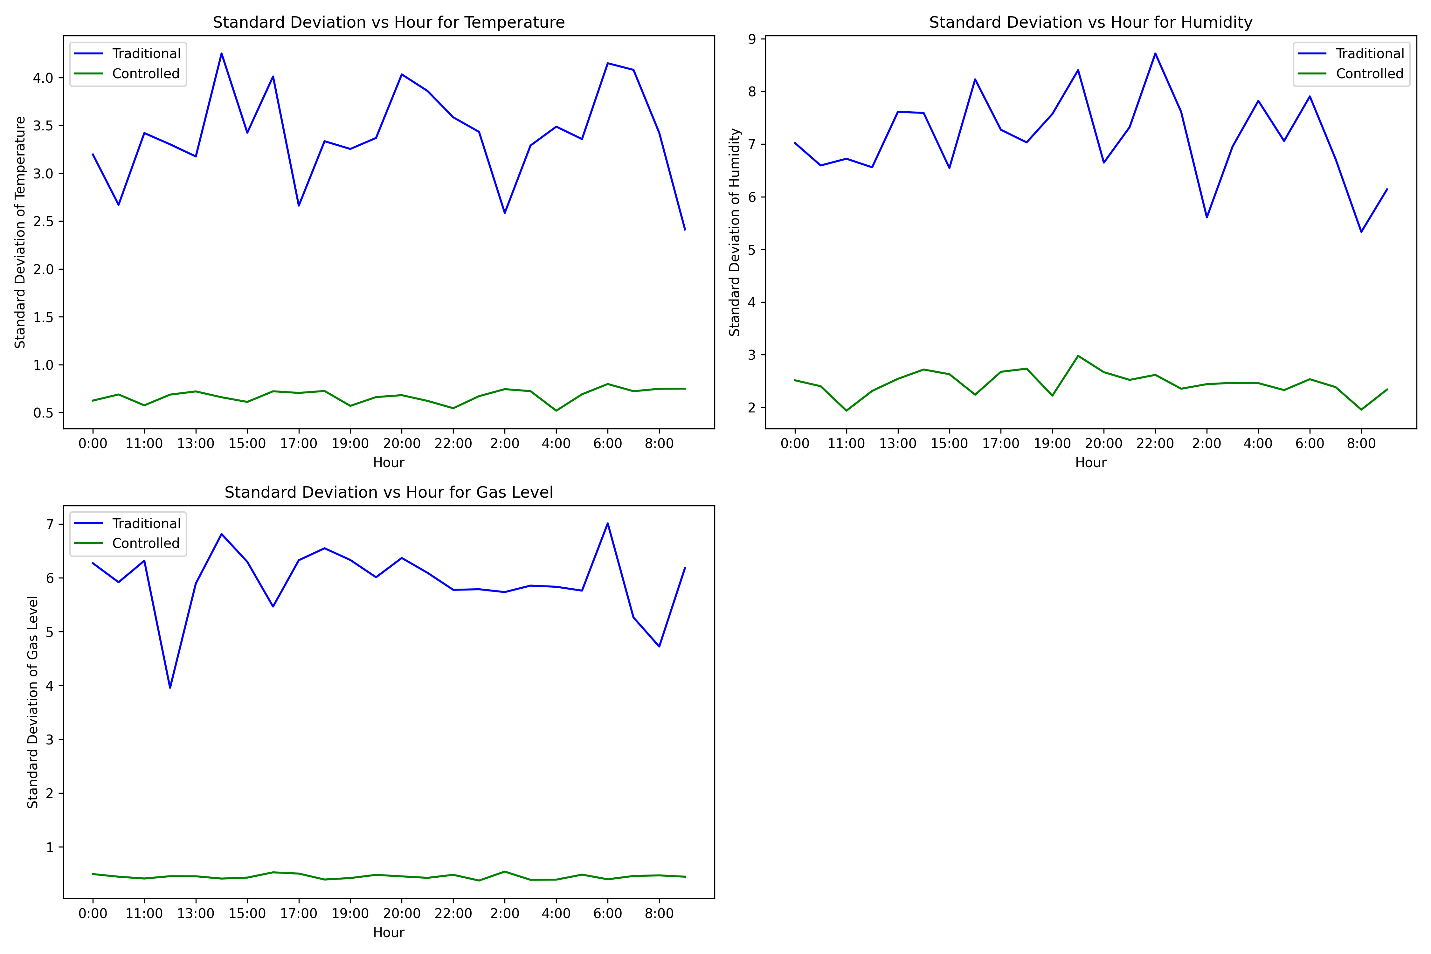 Standard Deviation vs Hour for Temperature
Traditional
Controlled
Standard Deviation of Temperature
4.0
3.5
3.0
2.5
2.0
1.5
1.0
0.5
0:00 11:00 13:00 15:00 17:00 19:00 20:00 22:00 2:00 4:00 6:00 8:00
Hour
Standard Deviation vs Hour for Humidity
Traditional
Controlled
Standard Deviation of Humidity
9
8
7
6
5
4
3
2
0:00 11:00 13:00 15:00 17:00 19:00 20:00 22:00 2:00 4:00 6:00 8:00
Hour
Standard Deviation vs Hour for Gas Level
Traditional
Controlled
Standard Deviation of Gas Level
7
6
5
4
3
2
1
0:00 11:00 13:00 15:00 17:00 19:00 20:00 22:00 2:00 4:00 6:00 8:00
Hour